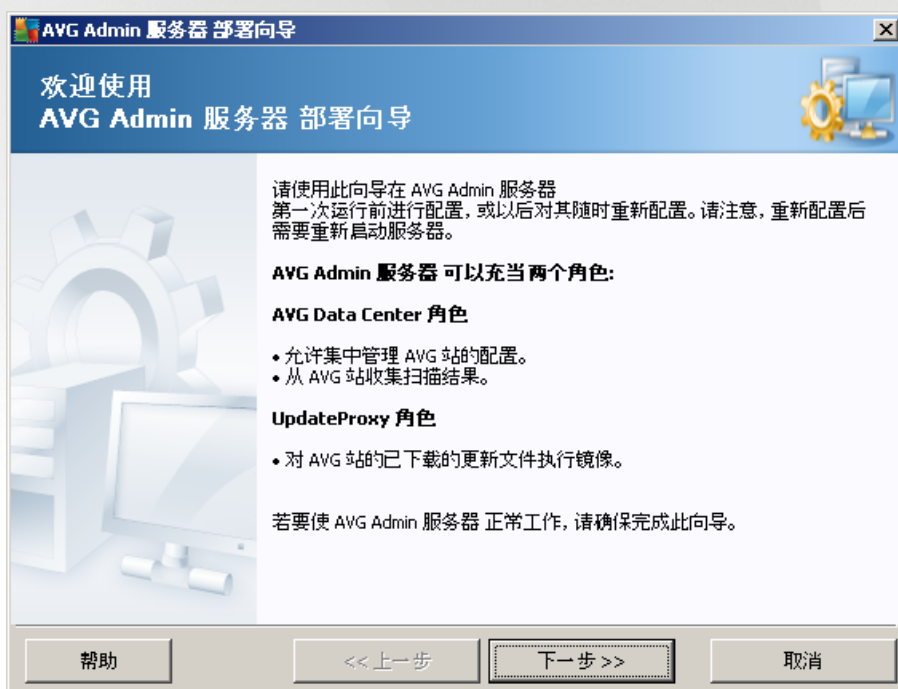 AVG Admin 服务器 部署向导
欢迎使用
AVG Admin 服务器 部署向导
请使用此向导在 AVG Admin 服务器
第一次运行前进行配置，或以后对其随时重新配置。请注意，重新配置后
需要重新启动服务器。
AVG Admin 服务器 可以充当两个角色:
AVG Data Center 角色
• 允许集中管理 AVG 站的配置。
• 从 AVG 站收集扫描结果。
UpdateProxy 角色
• 对 AVG 站的已下载的更新文件执行镜像。
若要使 AVG Admin 服务器 正常工作，请确保完成此向导。
帮助
<< 上一步
下一步 >>
取消